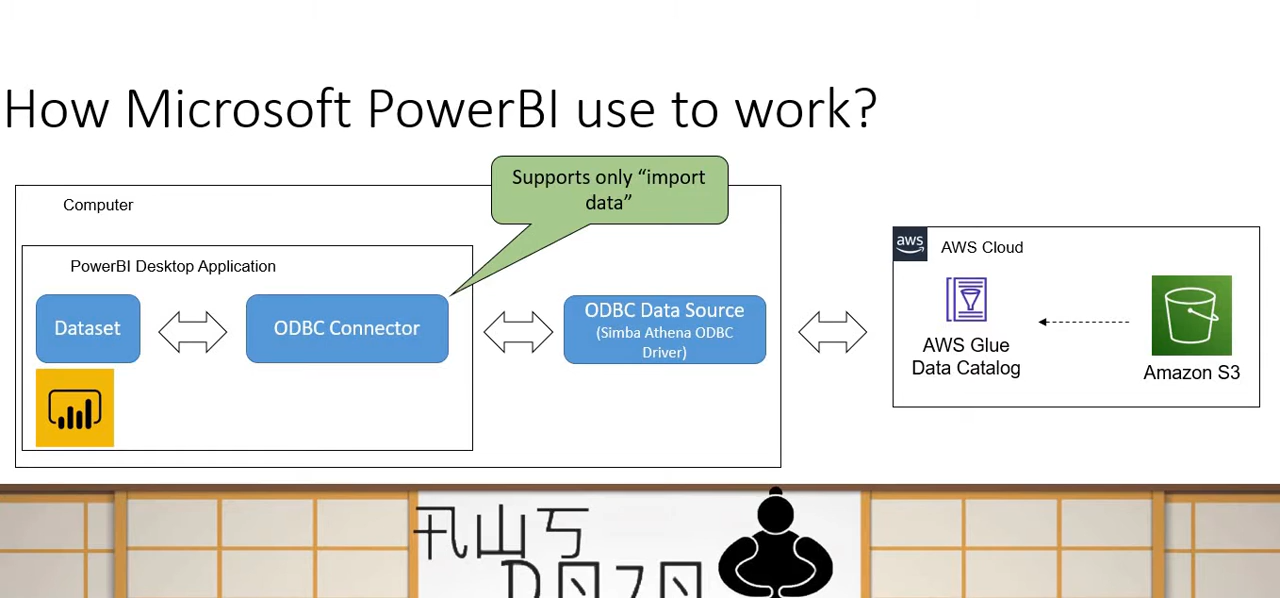 How Microsoft PowerBI use to work?
Supports only “import
data”
Computer
PowerBI Desktop Application
Dataset
ODBC Connector
ODBC Data Source
(Simba Athena ODBC
Driver)
aws
AWS Cloud
AWS Glue
Data Catalog
Amazon S3